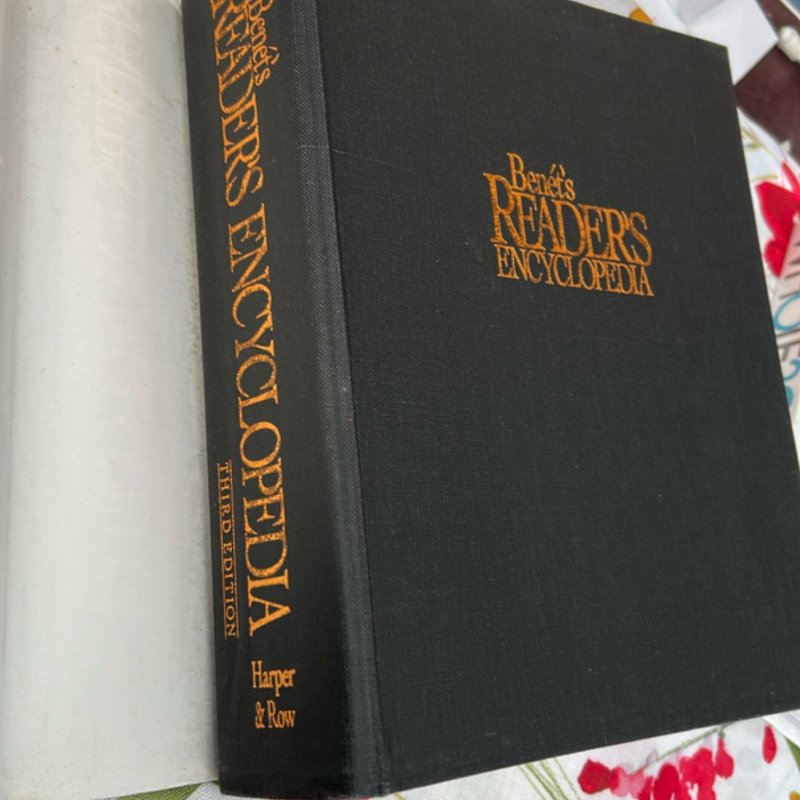 Benét's
READER'S ENCYCLOPEDIA
THIRD EDITION
Harper
& Row
Benét's
READER'S
ENCYCLOPEDIA